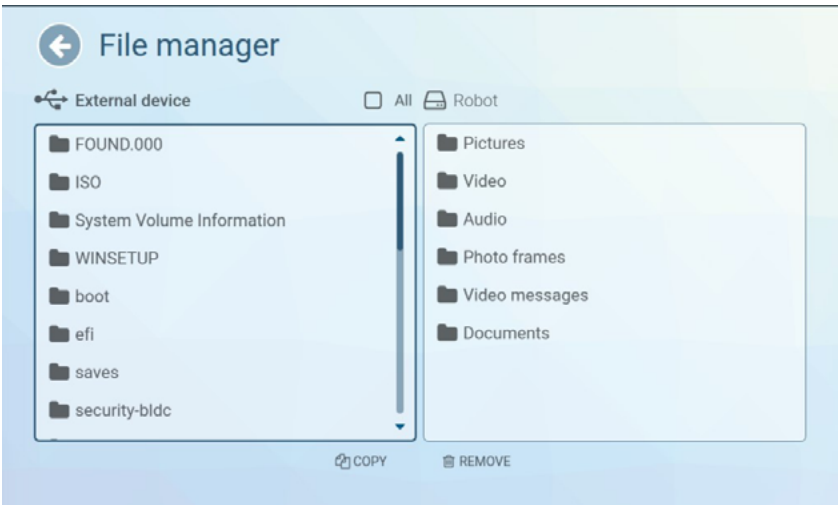 File manager
External device
All
Robot
FOUND.000
ISO
System Volume Information
WINSETUP
boot
efi
saves
security-bldc
Pictures
Video
Audio
Photo frames
Video messages
Documents
COPY
REMOVE